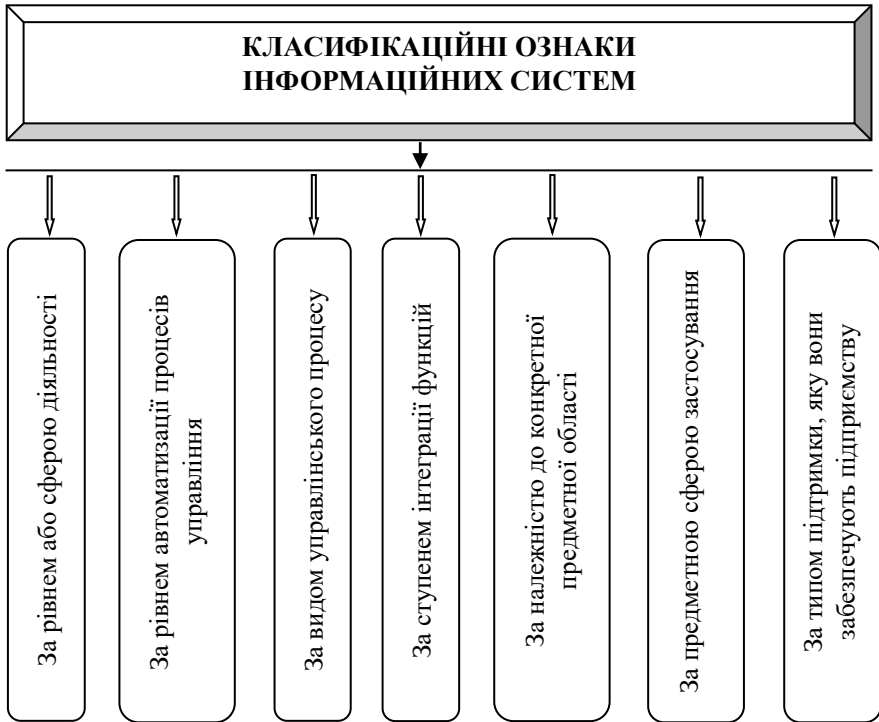 КЛАСИФІКАЦІЙНІ ОЗНАКИ
ІНФОРМАЦІЙНИХ СИСТЕМ
За рівнем або сферою діяльності
За рівнем автоматизації процесів
управління
За видом управлінського процесу
За ступенем інтеграції функцій
За належністю до конкретної
предметної області
За предметною сферою застосування
За типом підтримки, яку вони
забезпечують підприємству